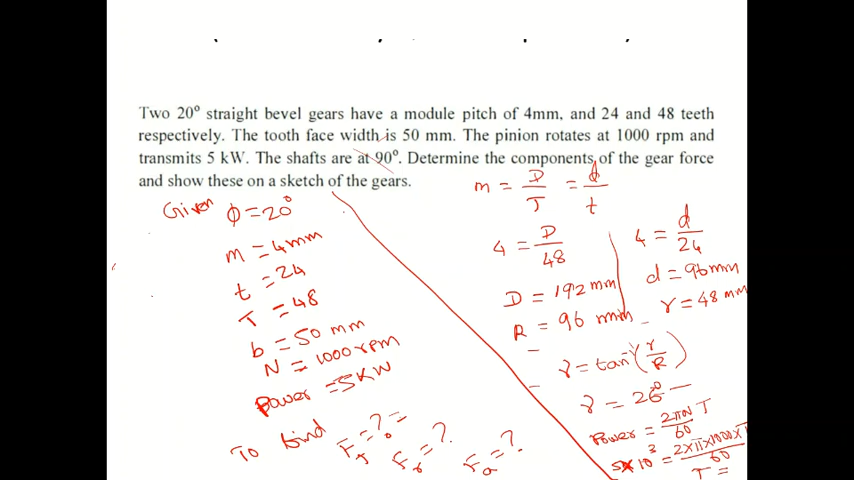 Two 20° straight bevel gears have a module pitch of 4mm, and 24 and 48 teeth
respectively. The tooth face width is 50 mm. The pinion rotates at 1000 rpm and
transmits 5 kW. The shafts are at 90°. Determine the components of the gear force
and show these on a sketch of the gears.
Given ϕ = 20°
m = 4mm
t = 24
T = 48
b = 50 mm
N = 1000 rpm
Power = 5KW
To find F_T = ?
F_r = ?
F_a = ?
m = D/T = d/t
4 = D/48
D = 192 mm
R = 96 mm
4 = d/24
d = 96mm
r = 48 mm
γ = tan⁻¹(r/R)
γ = 26°
Power = 2πN/60 T
5×10³ = 2×π×1000×T/60
T =